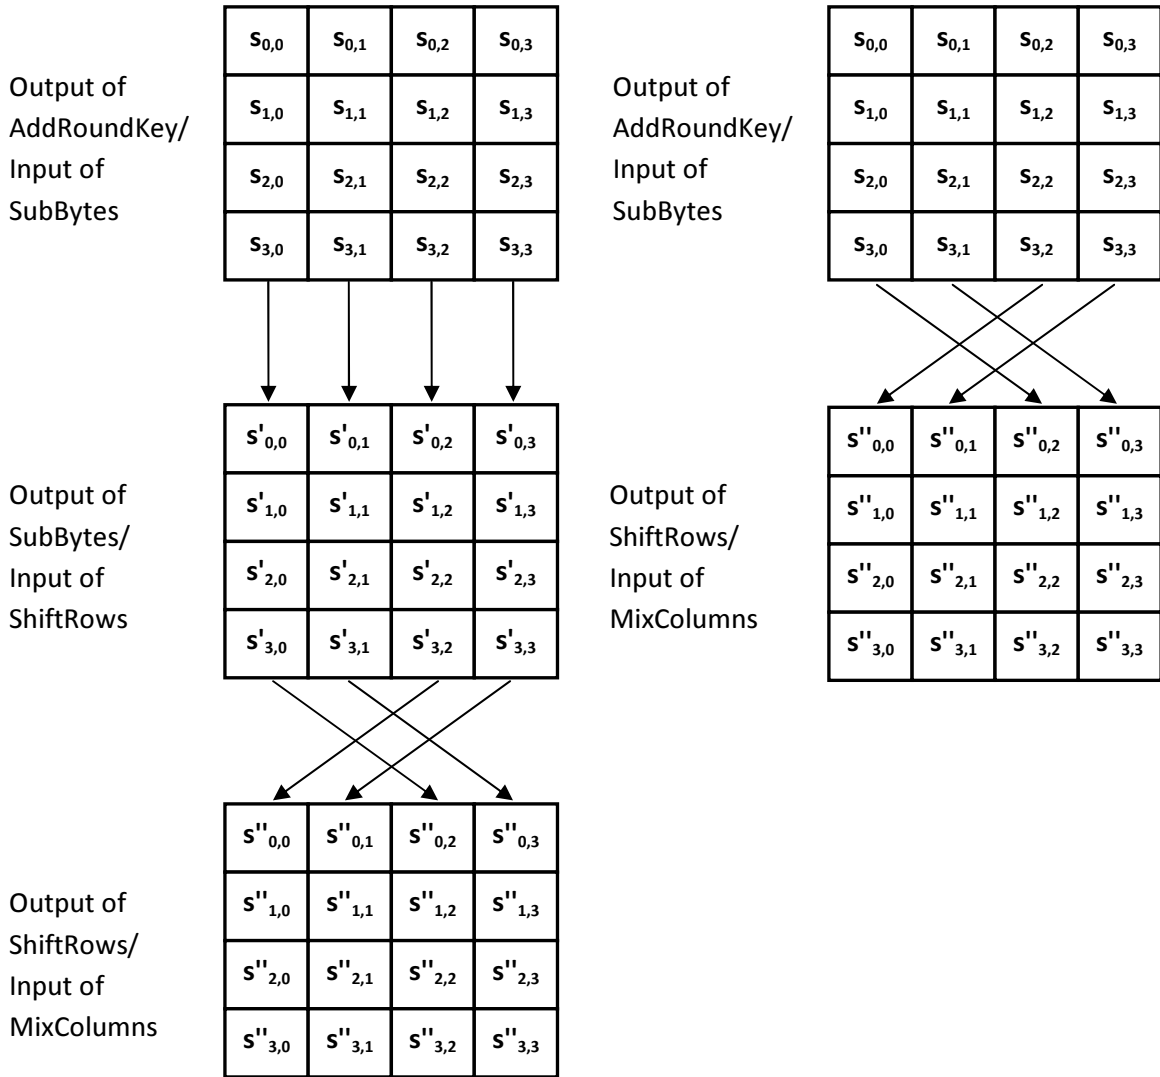 Output of
AddRoundKey/
Input of
SubBytes
s0,0 s0,1 s0,2 s0,3
s1,0 s1,1 s1,2 s1,3
s2,0 s2,1 s2,2 s2,3
s3,0 s3,1 s3,2 s3,3
Output of
SubBytes/
Input of
ShiftRows
s'0,0 s'0,1 s'0,2 s'0,3
s'1,0 s'1,1 s'1,2 s'1,3
s'2,0 s'2,1 s'2,2 s'2,3
s'3,0 s'3,1 s'3,2 s'3,3
Output of
ShiftRows/
Input of
MixColumns
s''0,0 s''0,1 s''0,2 s''0,3
s''1,0 s''1,1 s''1,2 s''1,3
s''2,0 s''2,1 s''2,2 s''2,3
s''3,0 s''3,1 s''3,2 s''3,3
Output of
AddRoundKey/
Input of
SubBytes
s0,0 s0,1 s0,2 s0,3
s1,0 s1,1 s1,2 s1,3
s2,0 s2,1 s2,2 s2,3
s3,0 s3,1 s3,2 s3,3
Output of
ShiftRows/
Input of
MixColumns
s''0,0 s''0,1 s''0,2 s''0,3
s''1,0 s''1,1 s''1,2 s''1,3
s''2,0 s''2,1 s''2,2 s''2,3
s''3,0 s''3,1 s''3,2 s''3,3